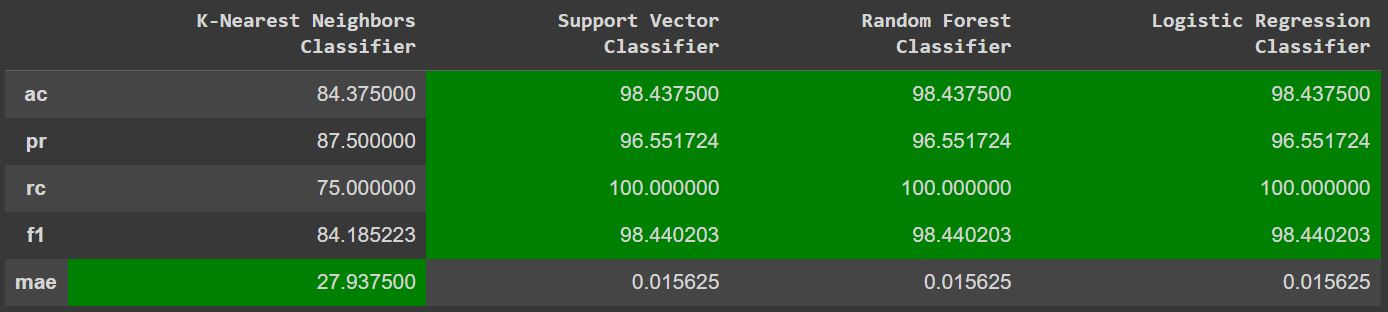 K-Nearest Neighbors Classifier Support Vector Classifier Random Forest Classifier Logistic Regression Classifier
ac 84.375000 98.437500 98.437500 98.437500
pr 87.500000 96.551724 96.551724 96.551724
rc 75.000000 100.000000 100.000000 100.000000
f1 84.185223 98.440203 98.440203 98.440203
mae 27.937500 0.015625 0.015625 0.015625